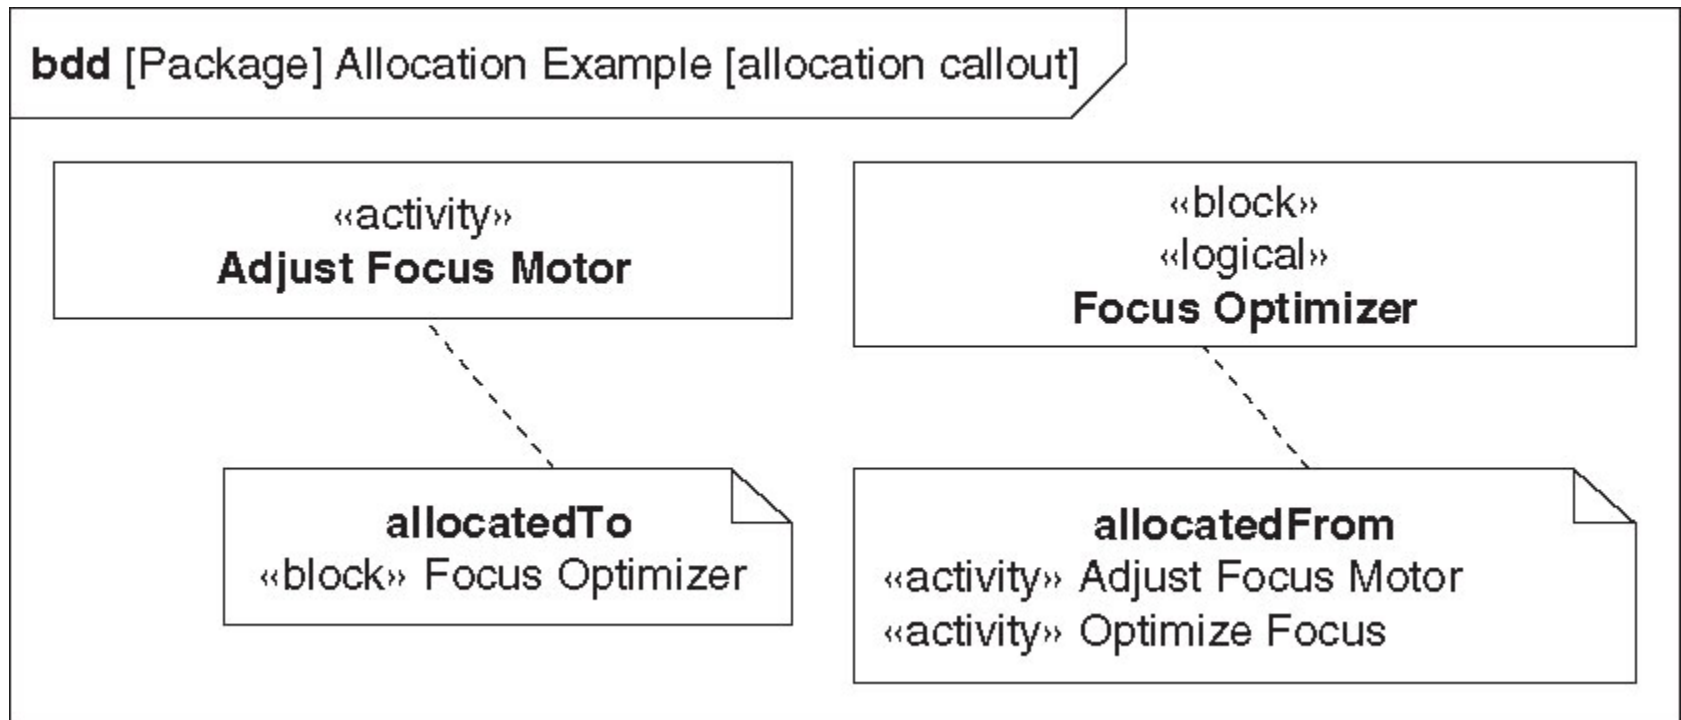 bdd [Package] Allocation Example [allocation callout]
«activity»
Adjust Focus Motor
«block»
«logical»
Focus Optimizer
allocatedTo
«block» Focus Optimizer
allocatedFrom
«activity» Adjust Focus Motor
«activity» Optimize Focus